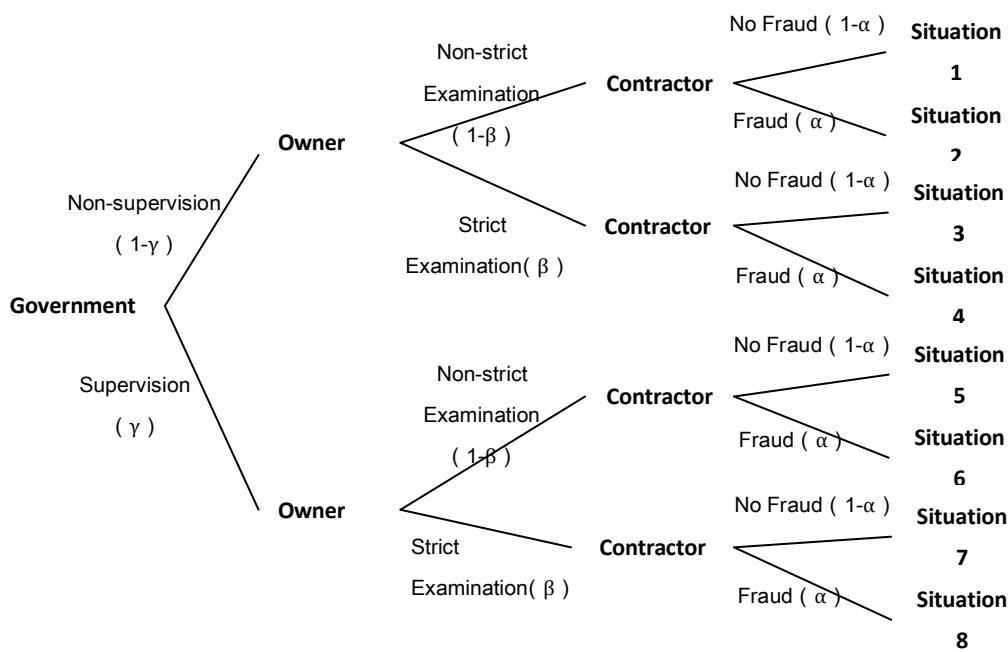 No Fraud ( 1-α )
Situation
1
Non-strict
Examination
( 1-β )
Contractor
Fraud ( α )
Situation
2
Owner
Non-supervision
( 1-γ )
Strict
Examination( β )
Contractor
No Fraud ( 1-α )
Situation
3
Fraud ( α )
Situation
4
Government
Supervision
( γ )
Non-strict
Examination
( 1-β )
Contractor
No Fraud ( 1-α )
Situation
5
Fraud ( α )
Situation
6
Owner
Strict
Examination( β )
Contractor
No Fraud ( 1-α )
Situation
7
Fraud ( α )
Situation
8